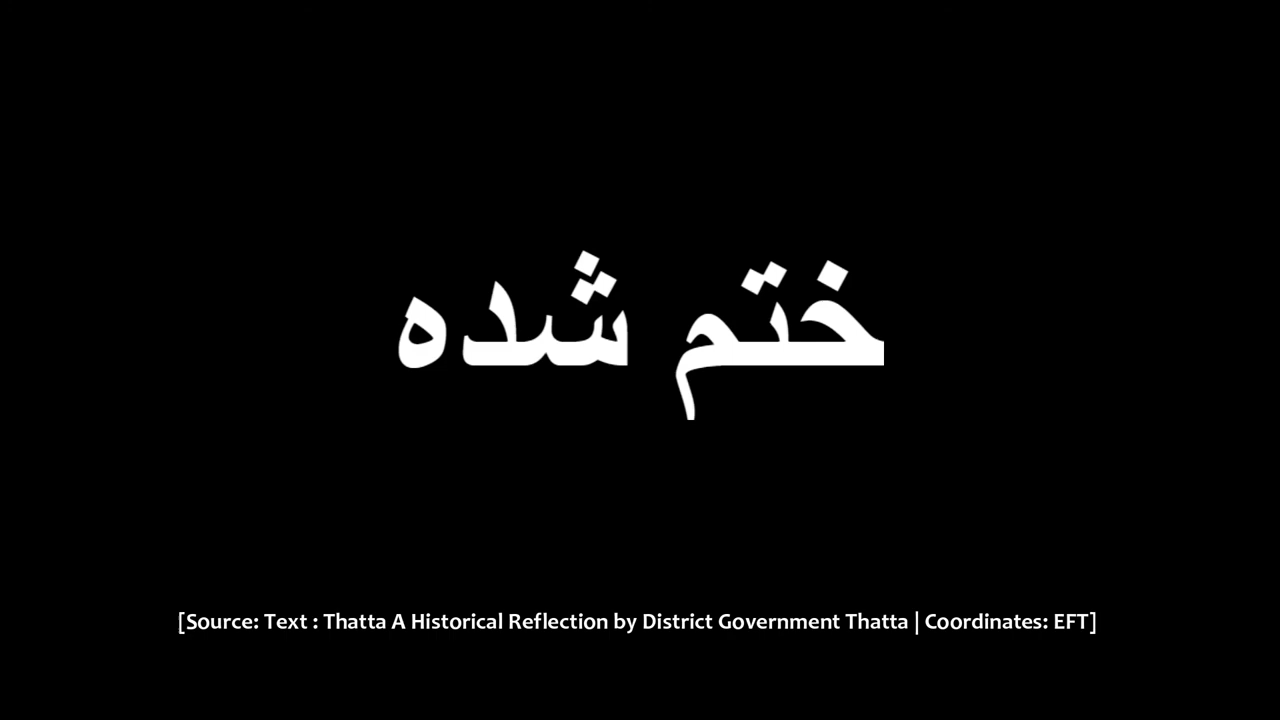 ختم شده
[Source: Text : Thatta A Historical Reflection by District Government Thatta | Coordinates: EFT]